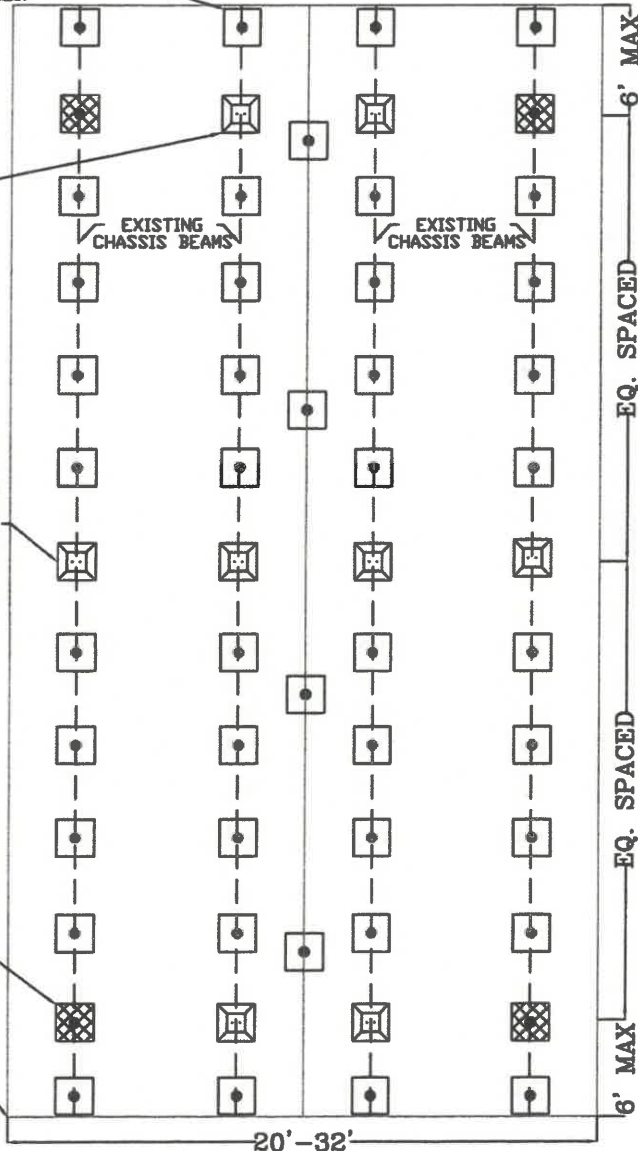 6' MAX
EXISTING
CHASSIS BEAMS
EXISTING
CHASSIS BEAMS
EQ. SPACED
EQ. SPACED
6' MAX
20'-32'